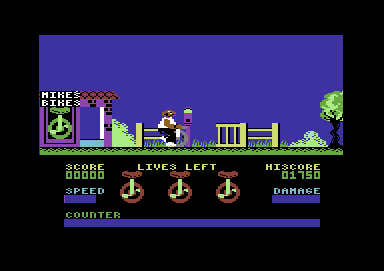 MIKES
BIKES
SCORE LIVES LEFT HISCORE
00000 01750
SPEED DAMAGE
COUNTER